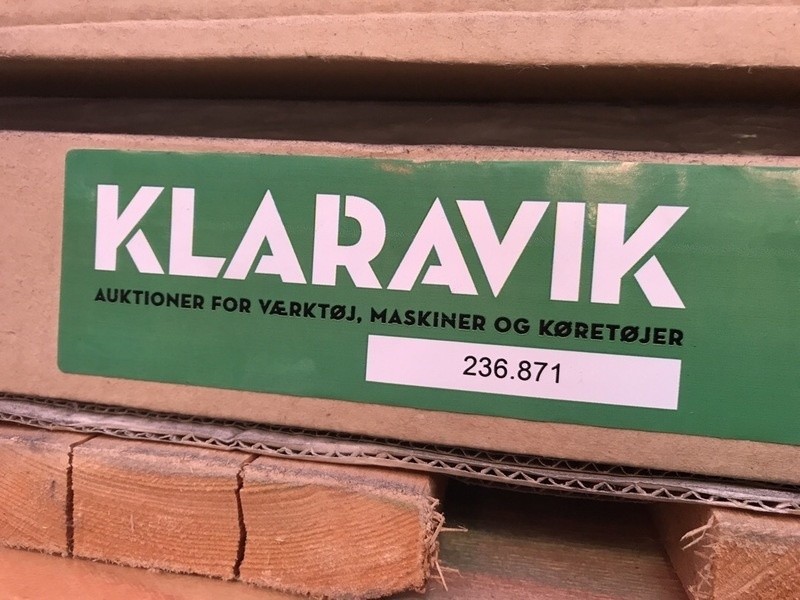 KLARAVIK
AUKTIONER FOR VÆRKTØJ, MASKINER OG KØRETØJER
236.871